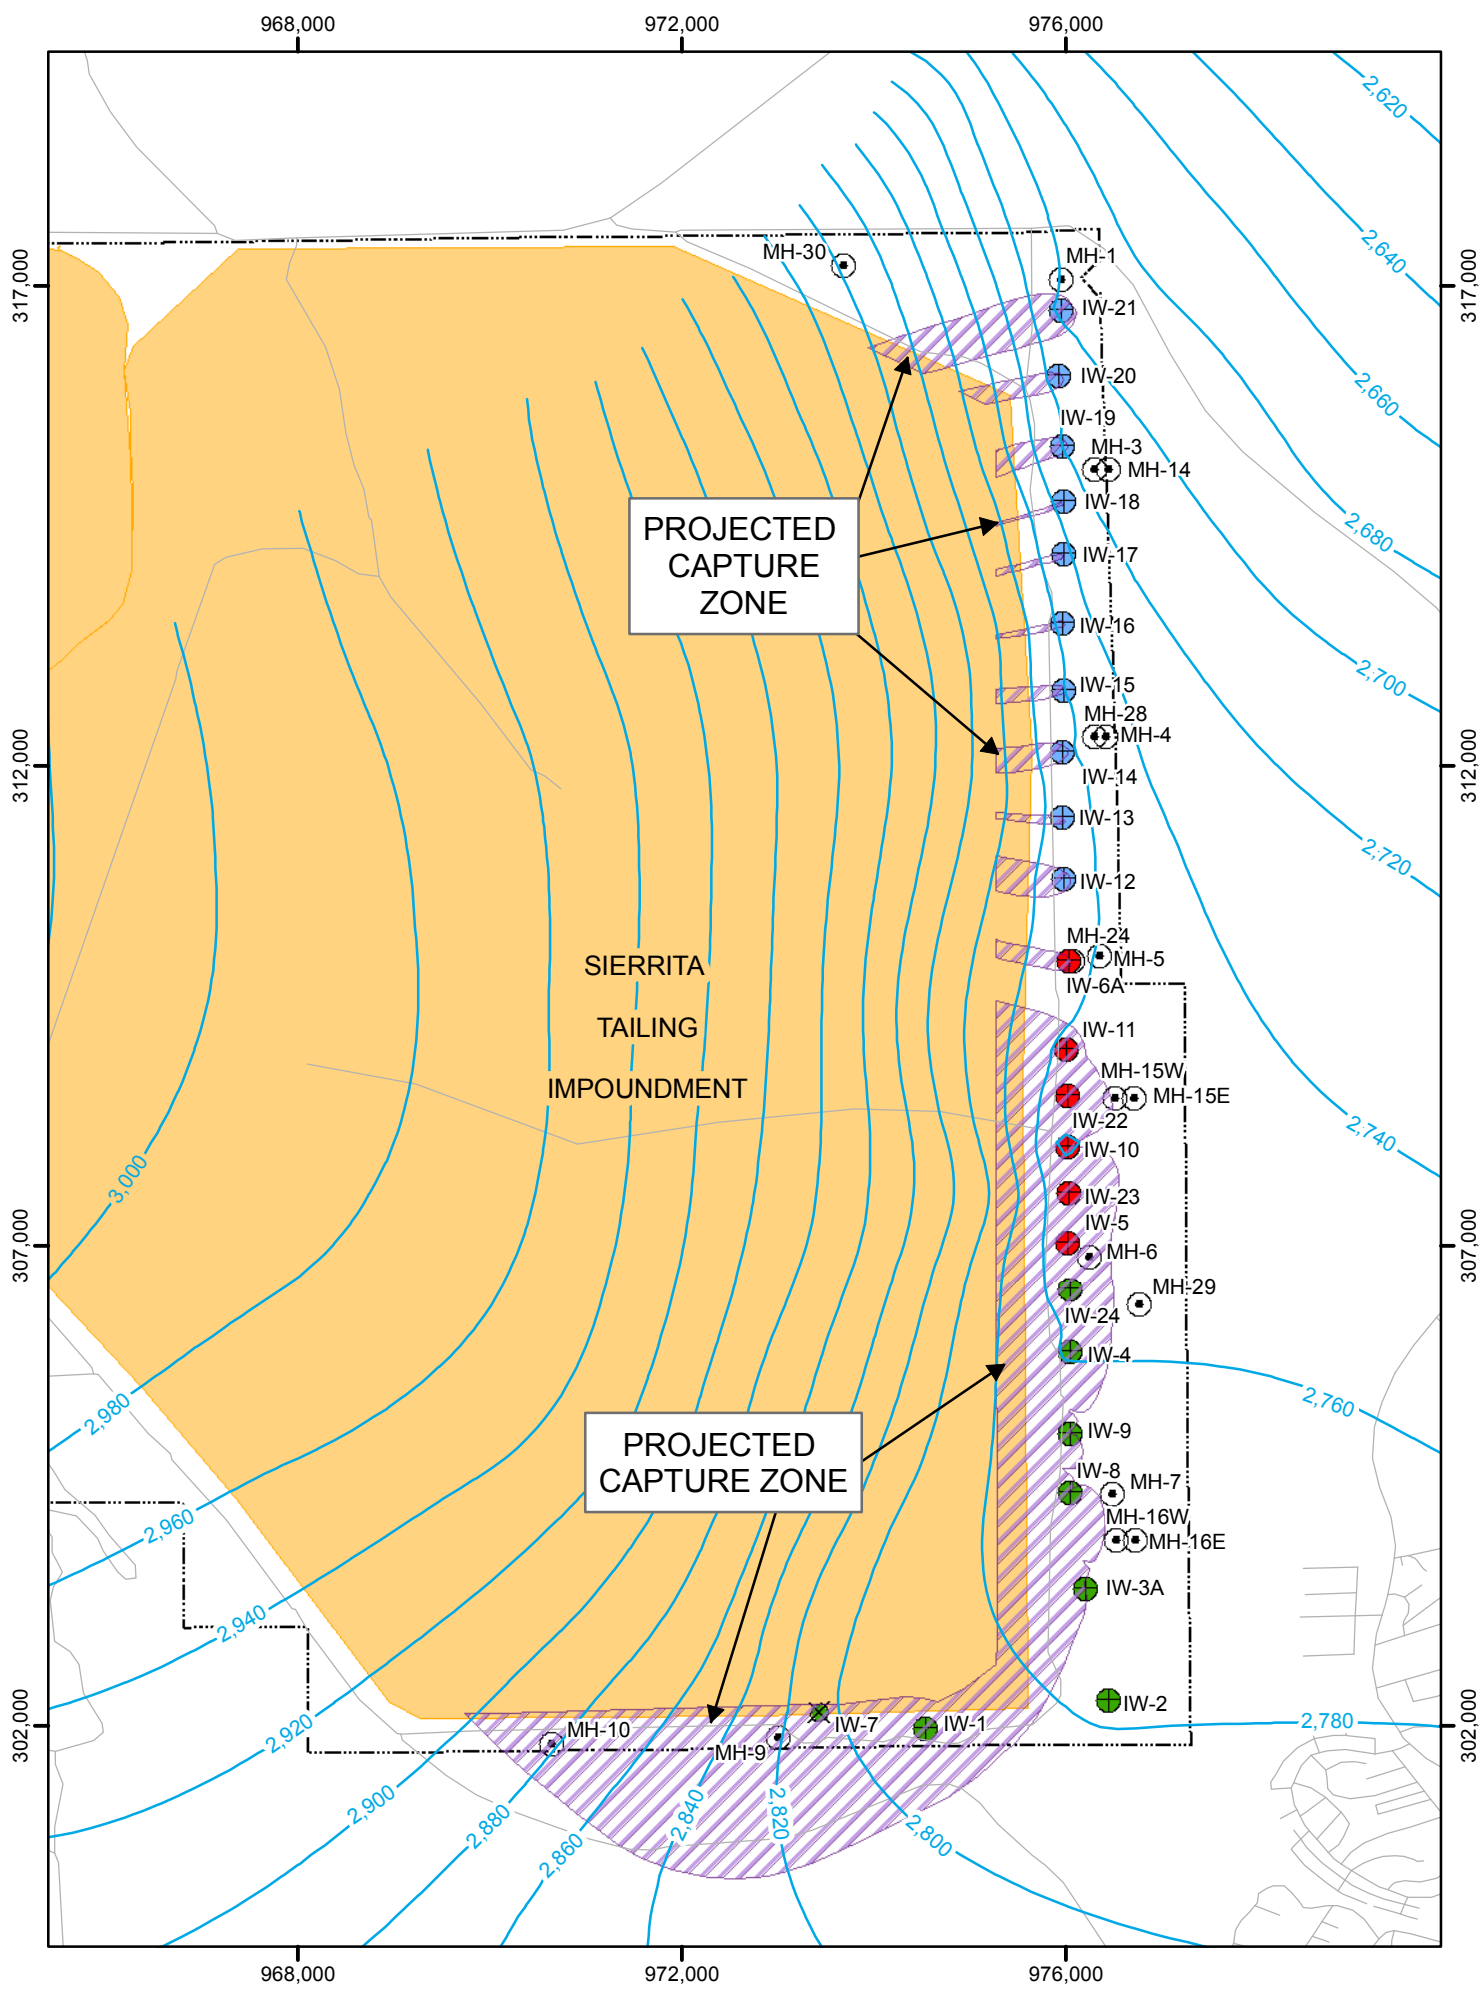 968,000
972,000
976,000
2,620
2,640
MH-30
MH-1
317,000
317,000
IW-21
IW-20
2,660
IW-19
MH-3
MH-14
IW-18
PROJECTED
CAPTURE
ZONE
2,680
IW-17
IW-16
2,700
IW-15
MH-28
MH-4
312,000
312,000
IW-14
IW-13
2,720
IW-12
MH-24
MH-5
SIERRITA
IW-6A
TAILING
IW-11
MH-15W
MH-15E
IMPOUNDMENT
IW-22
2,740
IW-10
3,000
IW-23
IW-5
307,000
307,000
MH-6
MH-29
IW-24
IW-4
2,760
2,980
PROJECTED
CAPTURE ZONE
IW-9
IW-8
MH-7
MH-16W
MH-16E
2,960
IW-3A
2,940
IW-2
302,000
302,000
2,780
2,920
MH-10
IW-7
IW-1
MH-9
2,900
2,880
2,860
2,840
2,820
2,800
968,000
972,000
976,000